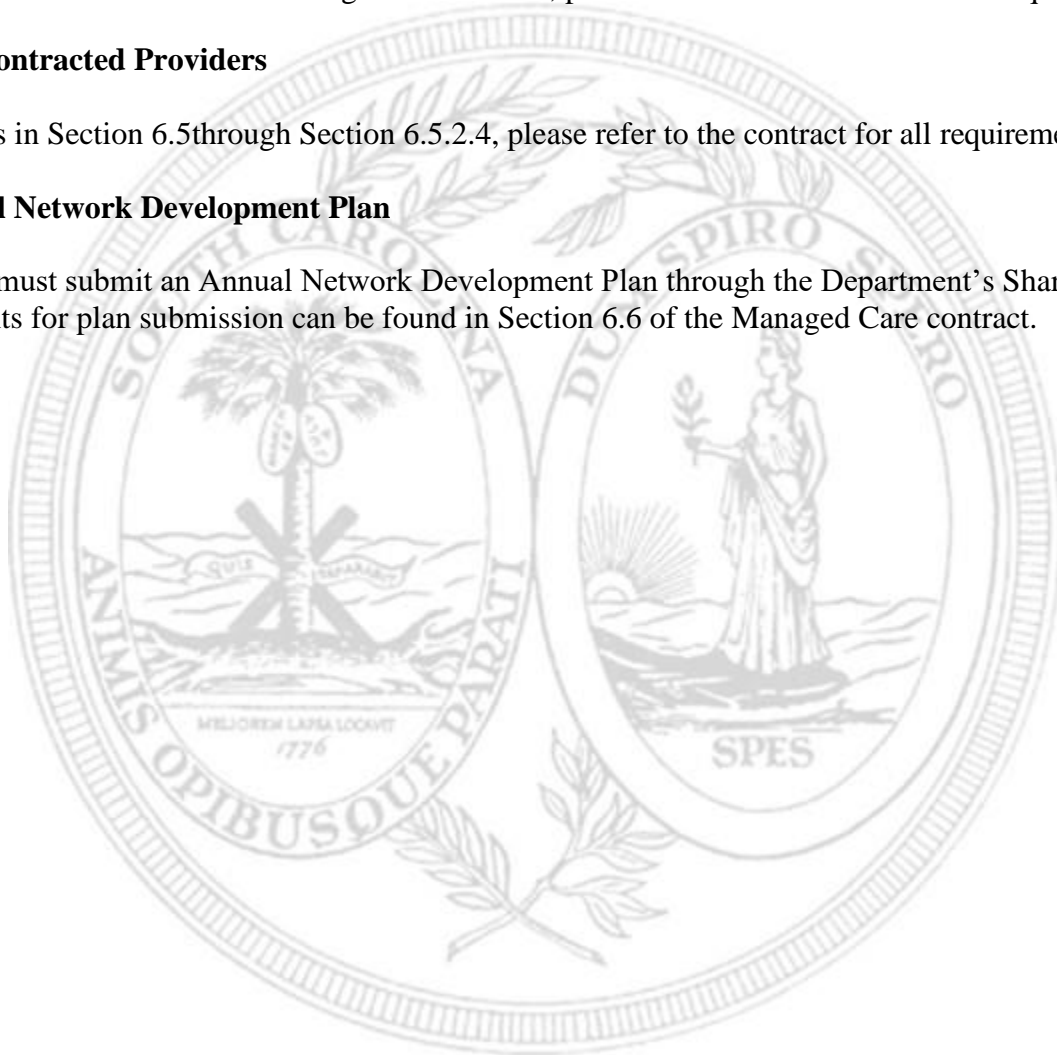 ontracted Providers
s in Section 6.5through Section 6.5.2.4, please refer to the contract for all requireme
l Network Development Plan
must submit an Annual Network Development Plan through the Department’s Shar
ts for plan submission can be found in Section 6.6 of the Managed Care contract.
SOUTH CAROLINA
DUM SPIRO SPERO
QUIS
SEPARABIT
MELIOREM LAPSA LOCAVIT
1776
SPES
ANIMIS OPIBUSQUE PARATI